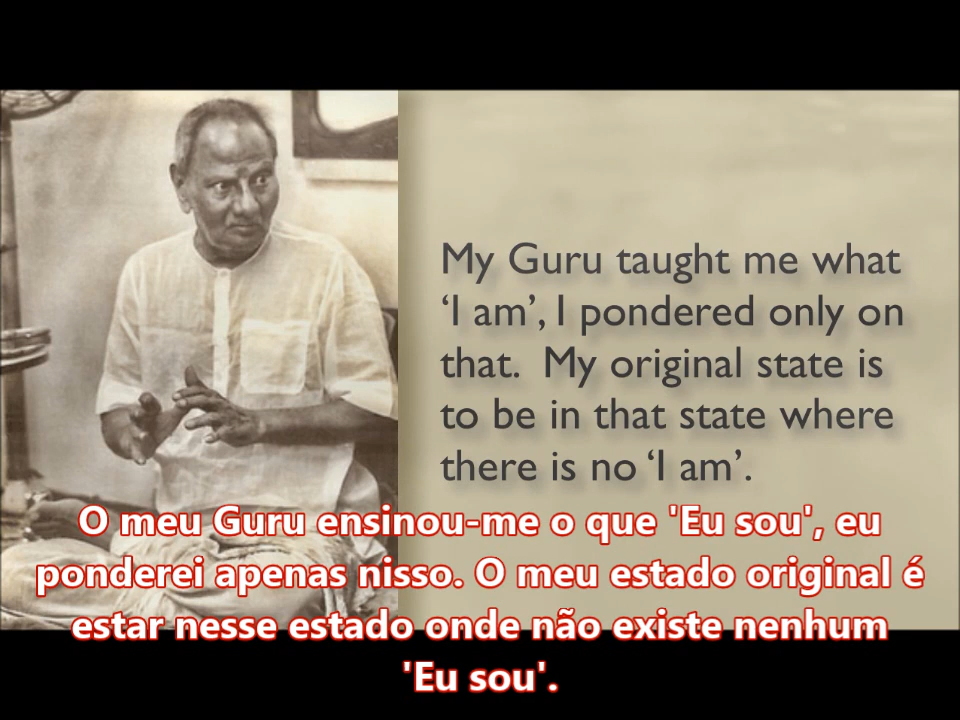 My Guru taught me what
‘I am’, I pondered only on
that.  My original state is
to be in that state where
there is no ‘I am’.
O meu Guru ensinou-me o que 'Eu sou', eu
ponderei apenas nisso. O meu estado original é
estar nesse estado onde não existe nenhum
'Eu sou'.